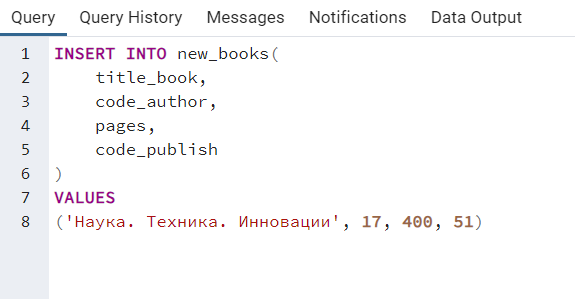 Query Query History Messages Notifications Data Output
1 INSERT INTO new_books(
2 title_book,
3 code_author,
4 pages,
5 code_publish
6 )
7 VALUES
8 ('Наука. Техника. Инновации', 17, 400, 51)